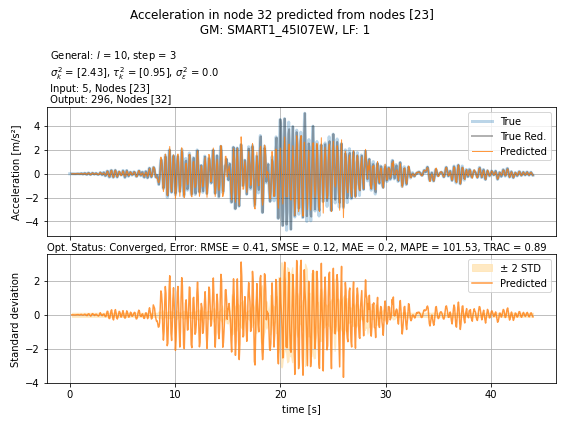 Acceleration in node 32 predicted from nodes [23]
GM: SMART1_45I07EW, LF: 1
General: l = 10, step = 3
σ²ₖ = [2.43], τ²ₖ = [0.95], σ²ε = 0.0
Input: 5, Nodes [23]
Output: 296, Nodes [32]
Acceleration [m/s²]
4
2
0
−2
−4
True
True Red.
Predicted
Opt. Status: Converged, Error: RMSE = 0.41, SMSE = 0.12, MAE = 0.2, MAPE = 101.53, TRAC = 0.89
Standard deviation
2
0
−2
−4
± 2 STD
Predicted
0 10 20 30 40
time [s]